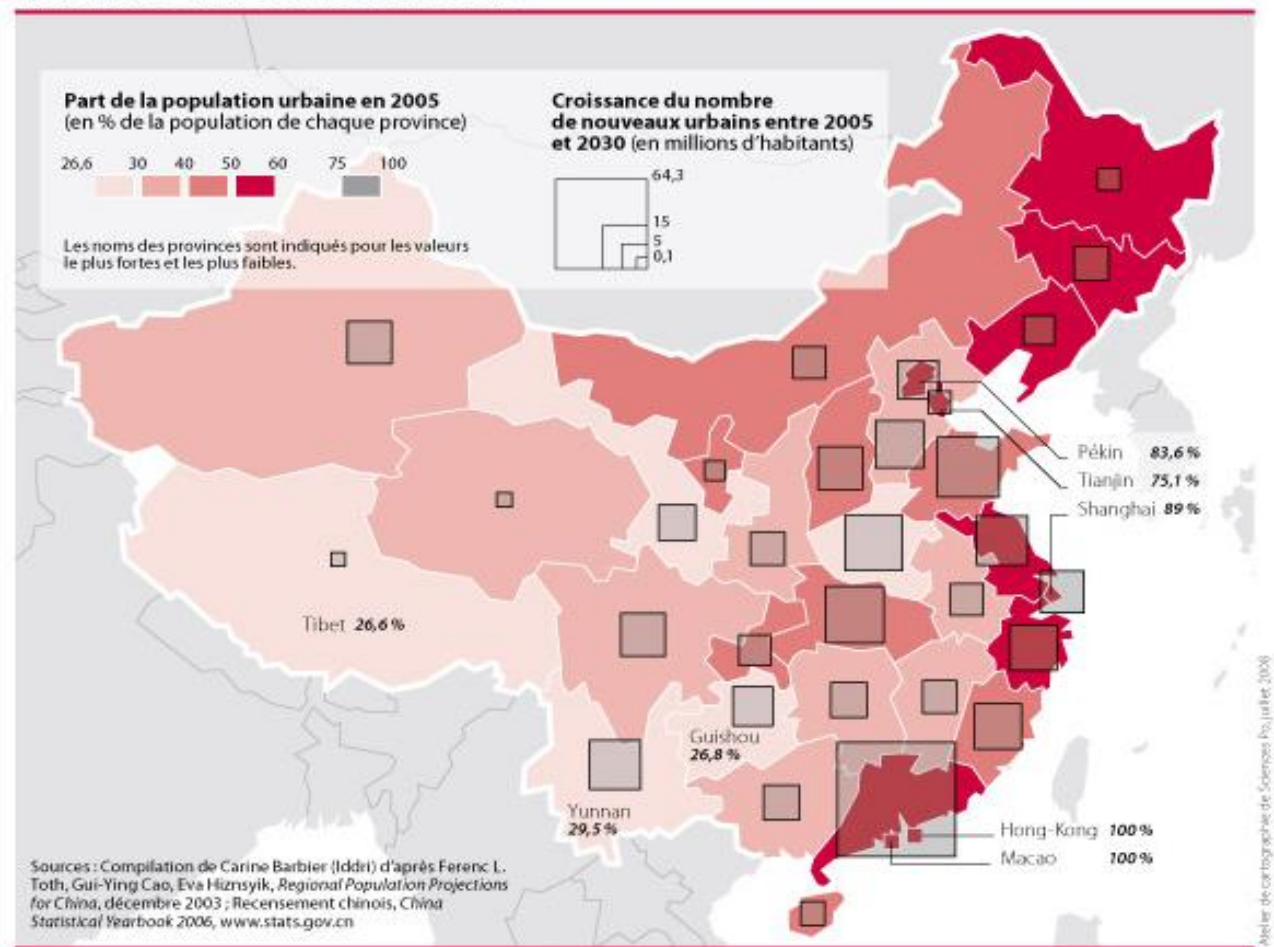 Part de la population urbaine en 2005
(en % de la population de chaque province)
26,6 30 40 50 60 75 100
Les noms des provinces sont indiqués pour les valeurs
le plus fortes et les plus faibles.
Croissance du nombre
de nouveaux urbains entre 2005
et 2030 (en millions d'habitants)
64,3
15
5
0,1
Pékin 83,6 %
Tianjin 75,1 %
Shanghai 89 %
Tibet 26,6 %
Guishou
26,8 %
Yunnan
29,5 %
Hong-Kong 100 %
Macao 100 %
Sources : Compilation de Carine Barbier (Iddri) d'après Ferenc L.
Toth, Gui-Ying Cao, Eva Hiznsyik, Regional Population Projections
for China, décembre 2003 ; Recensement chinois, China
Statistical Yearbook 2006, www.stats.gov.cn
Atelier de cartographie de Sciences Po, juillet 2008